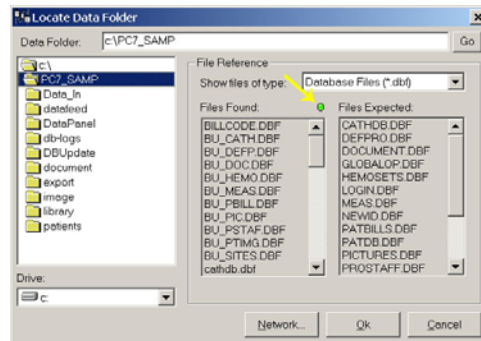 Locate Data Folder
Data Folder: c:\PC7_SAMP Go
c:\
PC7_SAMP
Data_In
datafeed
DataPanel
db-logs
DBUpdate
document
export
image
library
patients
Drive:
c:
File Reference
Show files of type: Database Files (*.dbf)
Files Found:
BILLCODE.DBF
BU_CATH.DBF
BU_DEFP.DBF
BU_DOC.DBF
BU_HEMO.DBF
BU_MEAS.DBF
BU_PBILL.DBF
BU_PIC.DBF
BU_PSTAF.DBF
BU_PTIMG.DBF
BU_SITES.DBF
cathdb.dbf
Files Expected:
CATHDB.DBF
DEFPRO.DBF
DOCUMENT.DBF
GLOBALOP.DBF
HEMOSETS.DBF
LOGIN.DBF
MEAS.DBF
NEWID.DBF
PATBILLS.DBF
PATDB.DBF
PICTURES.DBF
PROSTAFF.DBF
Network... Ok Cancel